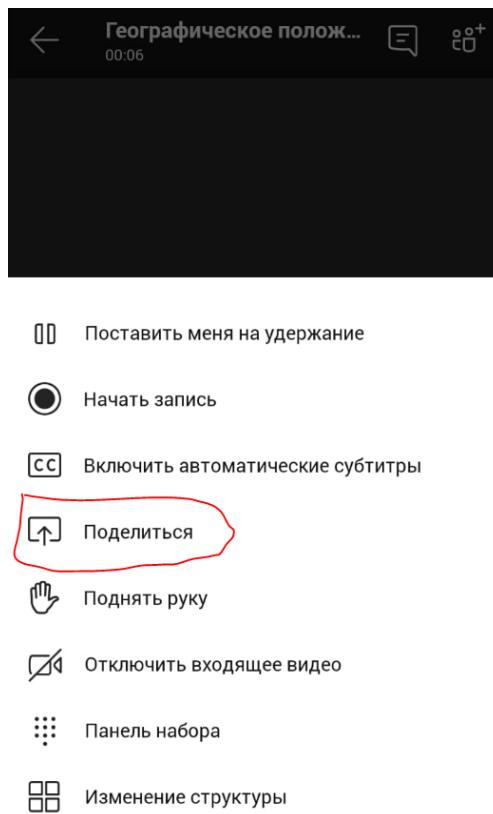 Географическое полож...
00:06
Поставить меня на удержание
Начать запись
CC Включить автоматические субтитры
Поделиться
Поднять руку
Отключить входящее видео
Панель набора
Изменение структуры